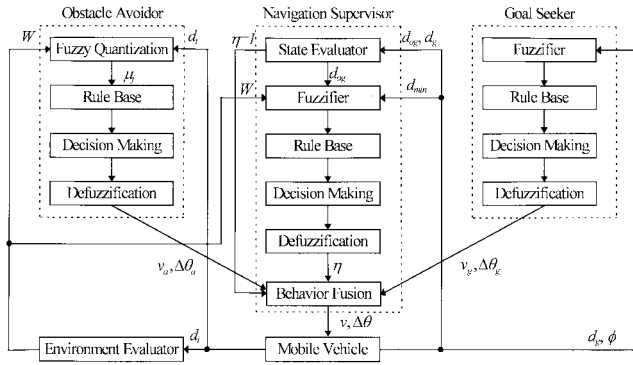 Obstacle Avoidor
Navigation Supervisor
Goal Seeker
W
Fuzzy Quantization
d_i
μ_j
Rule Base
Decision Making
Defuzzification
η=1
State Evaluator
d_og, d_g
d_og
W
Fuzzifier
d_min
Rule Base
Decision Making
Defuzzification
η
Behavior Fusion
Fuzzifier
Rule Base
Decision Making
Defuzzification
v_a, Δθ_a
v_g, Δθ_g
v, Δθ
Environment Evaluator
d_i
Mobile Vehicle
ϕ